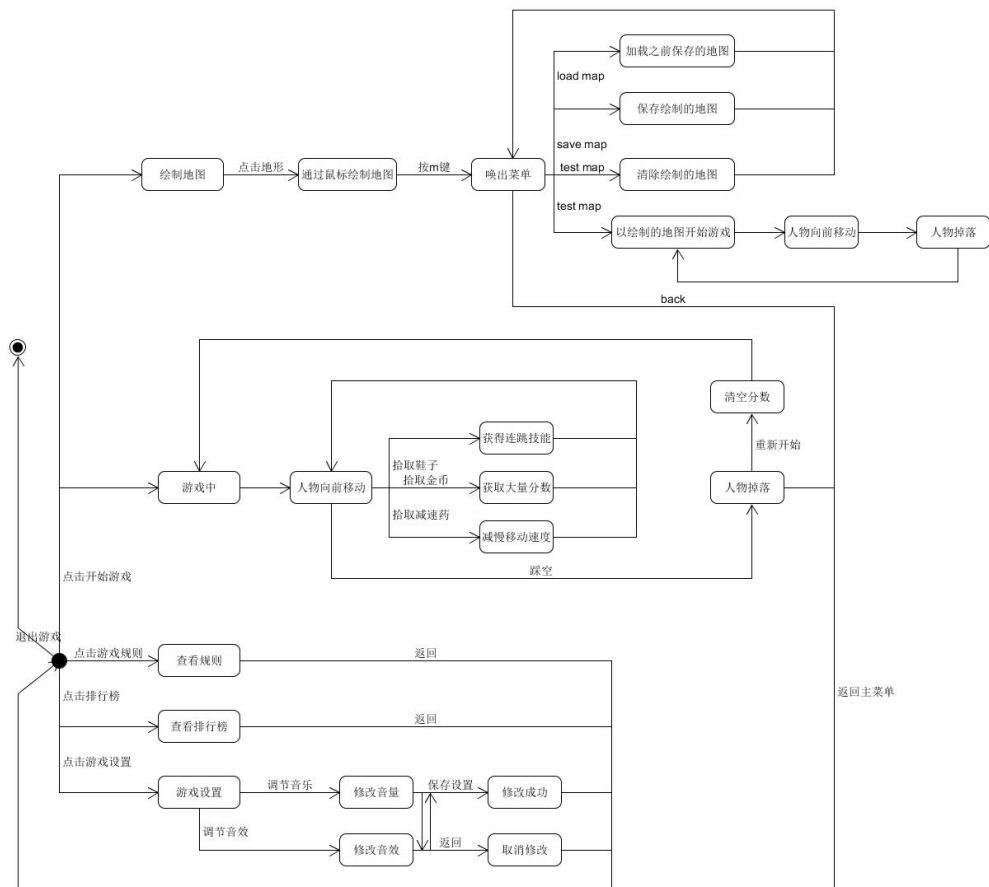 加载之前保存的地图
load map
保存绘制的地图
save map
绘制地图
点击地形
通过鼠标绘制地图
按m键
唤出菜单
test map
清除绘制的地图
test map
以绘制的地图开始游戏
人物向前移动
人物掉落
back
清空分数
获得连跳技能
重新开始
拾取鞋子
拾取金币
游戏中
人物向前移动
获取大量分数
人物掉落
拾取减速药
减慢移动速度
踩空
点击开始游戏
退出游戏
点击游戏规则
查看规则
返回
点击排行榜
返回主菜单
查看排行榜
返回
点击游戏设置
游戏设置
调节音乐
修改音量
保存设置
修改成功
调节音效
修改音效
返回
取消修改